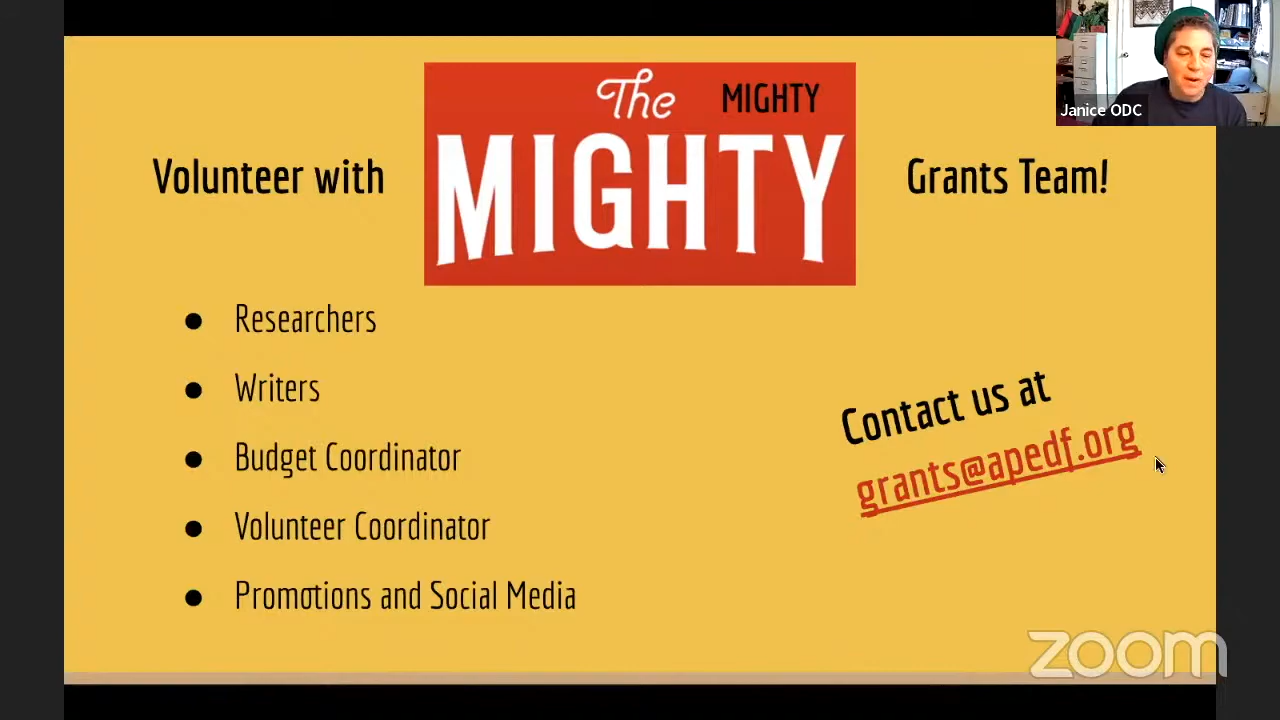 The MIGHTY
MIGHTY
Volunteer with
Grants Team!
Janice ODC
Researchers
Writers
Budget Coordinator
Volunteer Coordinator
Promotions and Social Media
Contact us at
grants@apedf.org
zoom